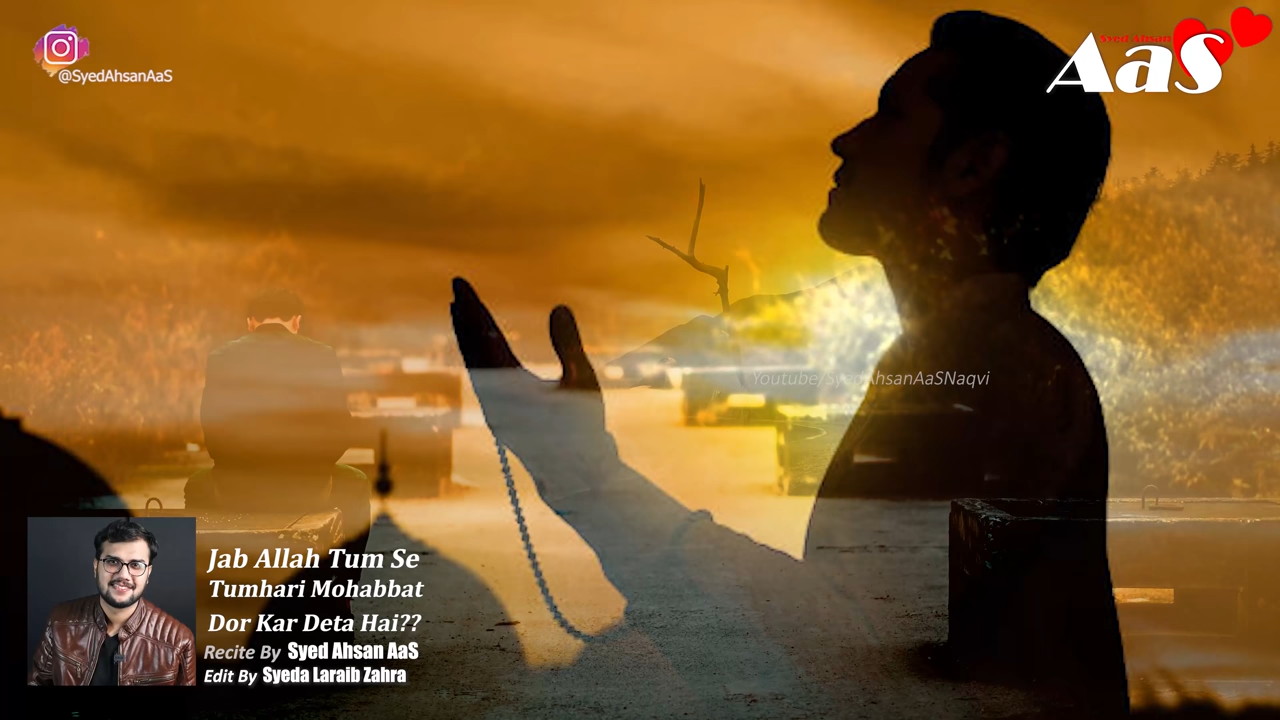 @SyedAhsanAaS
Syed Ahsan
AaS
Youtube/SyedAhsanAaSNaqvi
Jab Allah Tum Se
Tumhari Mohabbat
Dor Kar Deta Hai??
Recite By Syed Ahsan AaS
Edit By Syeda Laraib Zahra